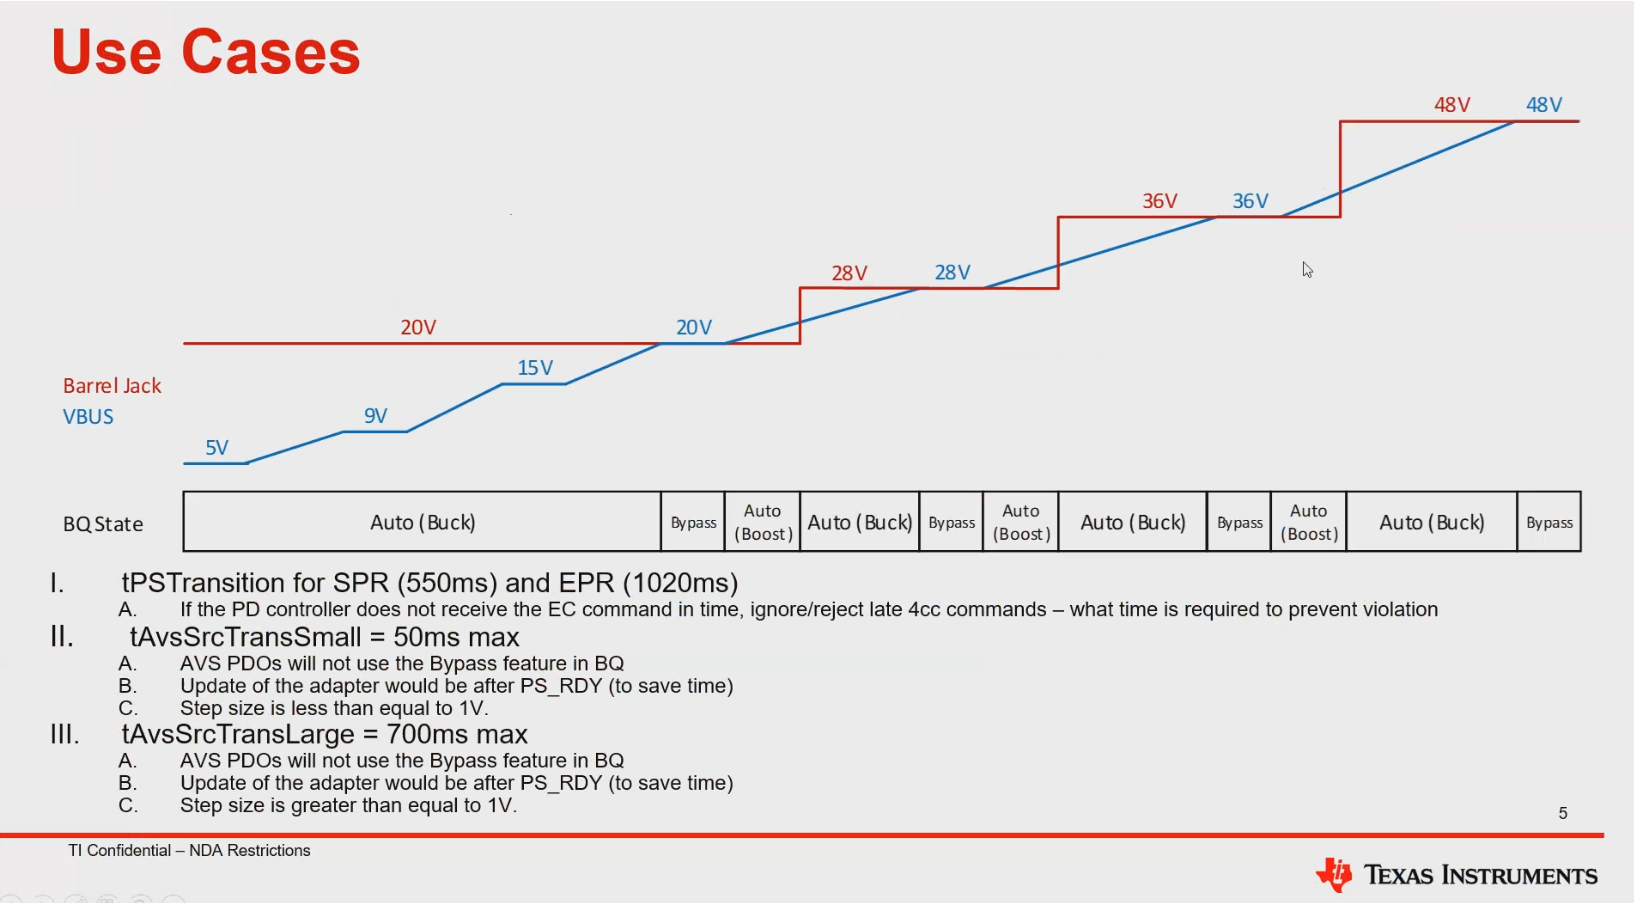 Use Cases
48V 48V
36V 36V
28V 28V
20V 20V
15V
9V
5V
Barrel Jack
VBUS
BQ State
Auto (Buck) Bypass Auto (Boost) Auto (Buck) Bypass Auto (Boost) Auto (Buck) Bypass Auto (Boost) Auto (Buck) Bypass
I. tPSTransition for SPR (550ms) and EPR (1020ms)
A. If the PD controller does not receive the EC command in time, ignore/reject late 4cc commands – what time is required to prevent violation
II. tAvsSrcTransSmall = 50ms max
A. AVS PDOs will not use the Bypass feature in BQ
B. Update of the adapter would be after PS_RDY (to save time)
C. Step size is less than equal to 1V.
III. tAvsSrcTransLarge = 700ms max
A. AVS PDOs will not use the Bypass feature in BQ
B. Update of the adapter would be after PS_RDY (to save time)
C. Step size is greater than equal to 1V.
5
TI Confidential – NDA Restrictions
TEXAS INSTRUMENTS